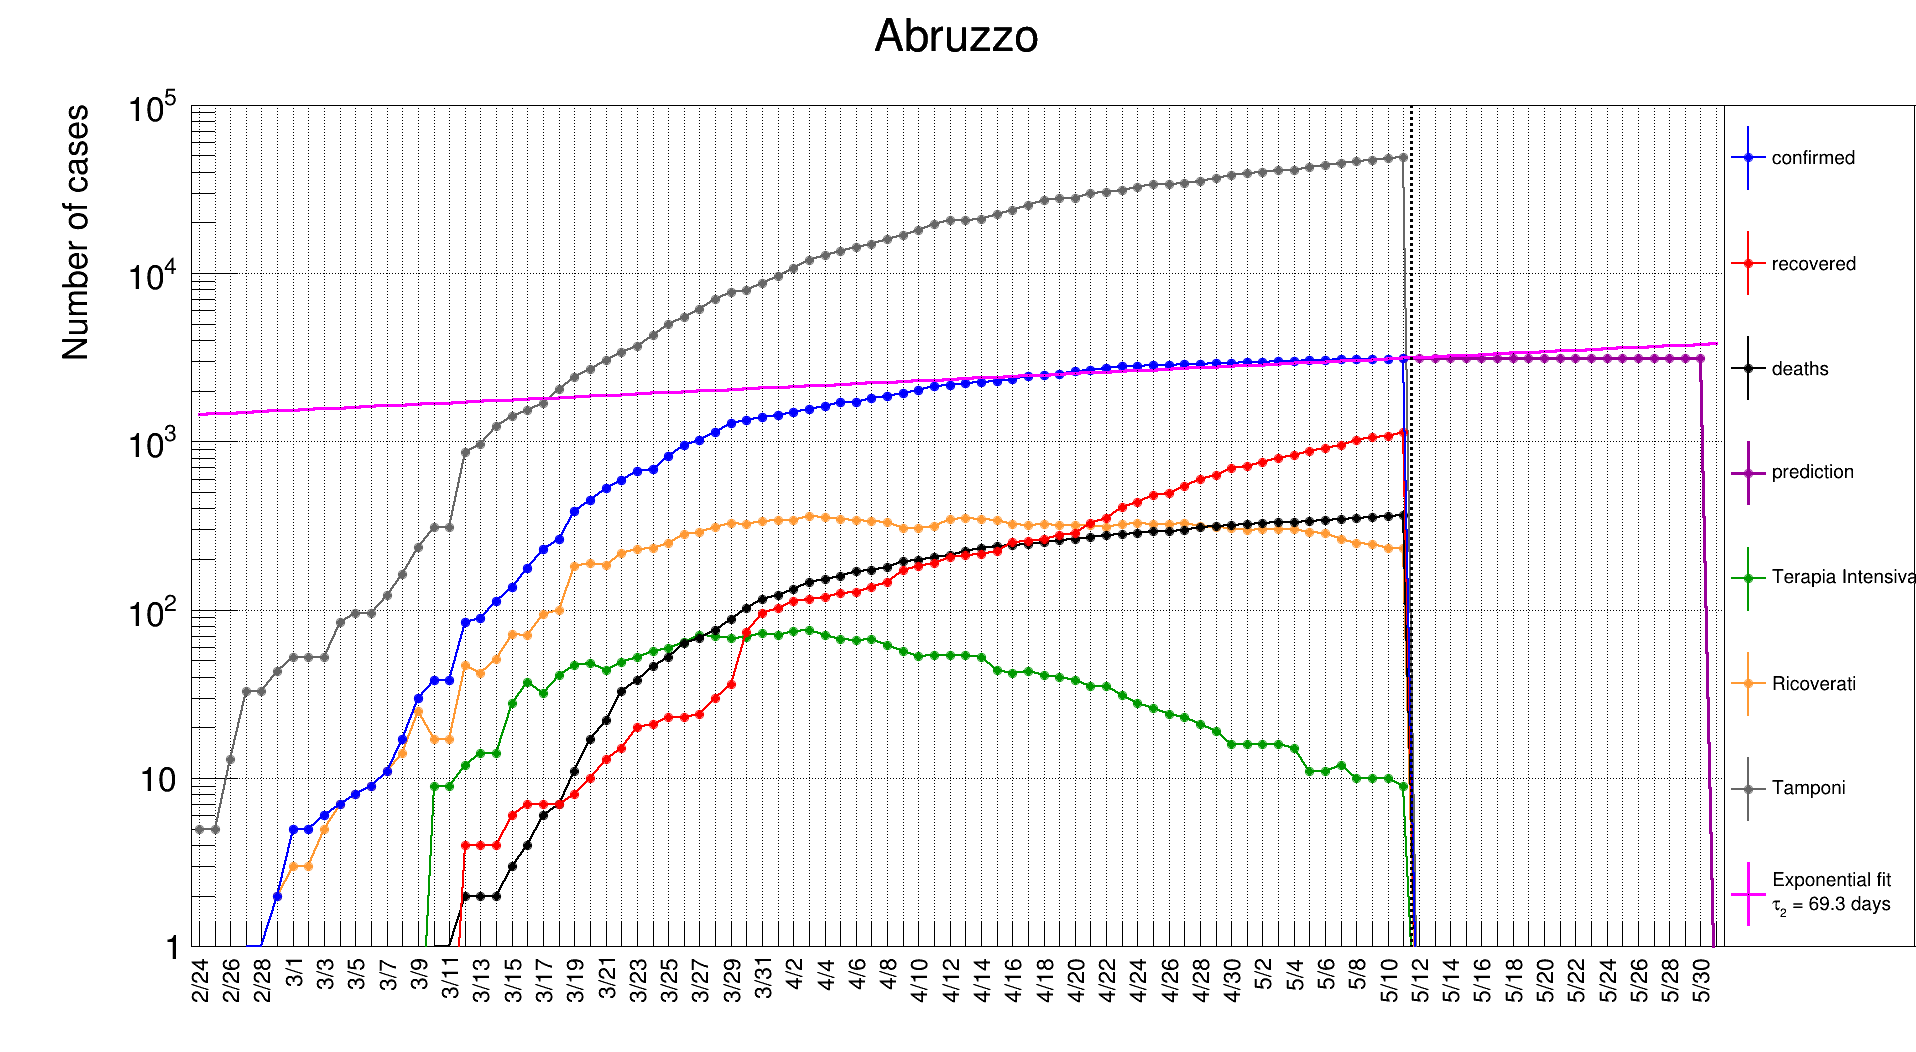 Abruzzo
Number of cases
10^5
10^4
10^3
10^2
10
1
2/24 2/26 2/28 3/1 3/3 3/5 3/7 3/9 3/11 3/13 3/15 3/17 3/19 3/21 3/23 3/25 3/27 3/29 3/31 4/2 4/4 4/6 4/8 4/10 4/12 4/14 4/16 4/18 4/20 4/22 4/24 4/26 4/28 4/30 5/2 5/4 5/6 5/8 5/10 5/12 5/14 5/16 5/18 5/20 5/22 5/24 5/26 5/28 5/30
confirmed
recovered
deaths
prediction
Terapia Intensiva
Ricoverati
Tamponi
Exponential fit
τ₂ = 69.3 days